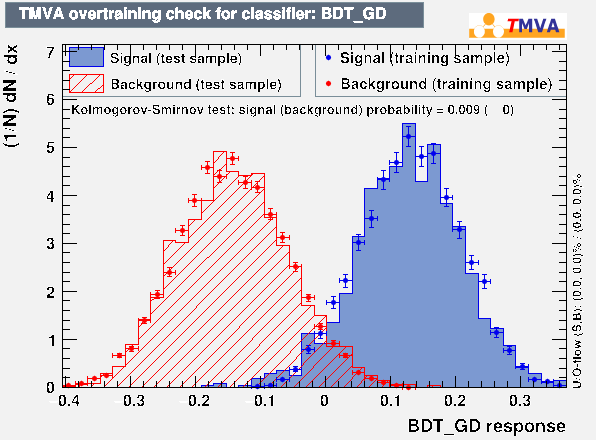 TMVA overtraining check for classifier: BDT_GD
TMVA
Signal (test sample)
Background (test sample)
Signal (training sample)
Background (training sample)
Kolmogorov-Smirnov test: signal (background) probability = 0.009 ( 0)
(1/N) dN / dx
7
6
5
4
3
2
1
0
-0.4 -0.3 -0.2 -0.1 0 0.1 0.2 0.3
BDT_GD response
U/O-flow (S,B): (0.0, 0.0)% / (0.0, 0.0)%